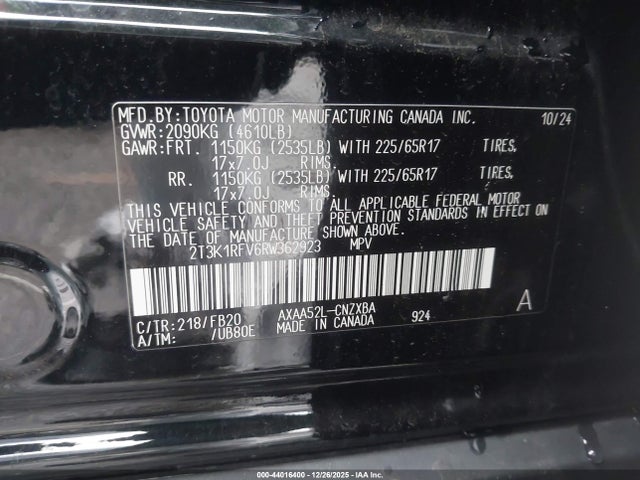 MFD.BY:TOYOTA MOTOR MANUFACTURING CANADA INC. 10/24
GVWR:2090KG (4610LB)
GAWR:FRT. 1150KG (2535LB) WITH 225/65R17 TIRES,
17x7.0J RIMS,
RR. 1150KG (2535LB) WITH 225/65R17 TIRES,
17x7.0J RIMS,
THIS VEHICLE CONFORMS TO ALL APPLICABLE FEDERAL MOTOR
VEHICLE SAFETY AND THEFT PREVENTION STANDARDS IN EFFECT ON
THE DATE OF MANUFACTURE SHOWN ABOVE.
2T3K1RFV6RW362923 MPV
C/TR:218/FB20 AXAA52L-CNZXBA 924 A
A/TM: /UB80E MADE IN CANADA
000-44016400 - 12/26/2025 - IAA Inc.